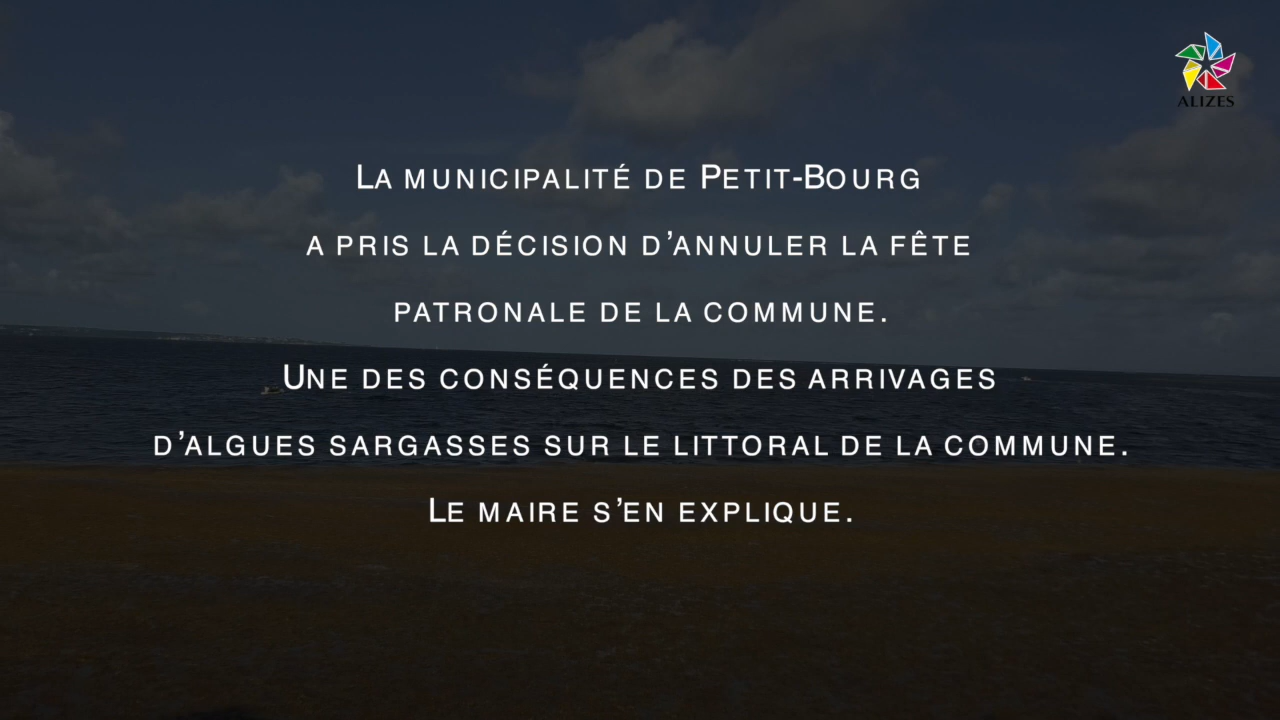 ALIZES
La municipalité de Petit-Bourg
a pris la décision d’annuler la fête
patronale de la commune.
Une des conséquences des arrivages
d’algues sargasses sur le littoral de la commune.
Le maire s’en explique.